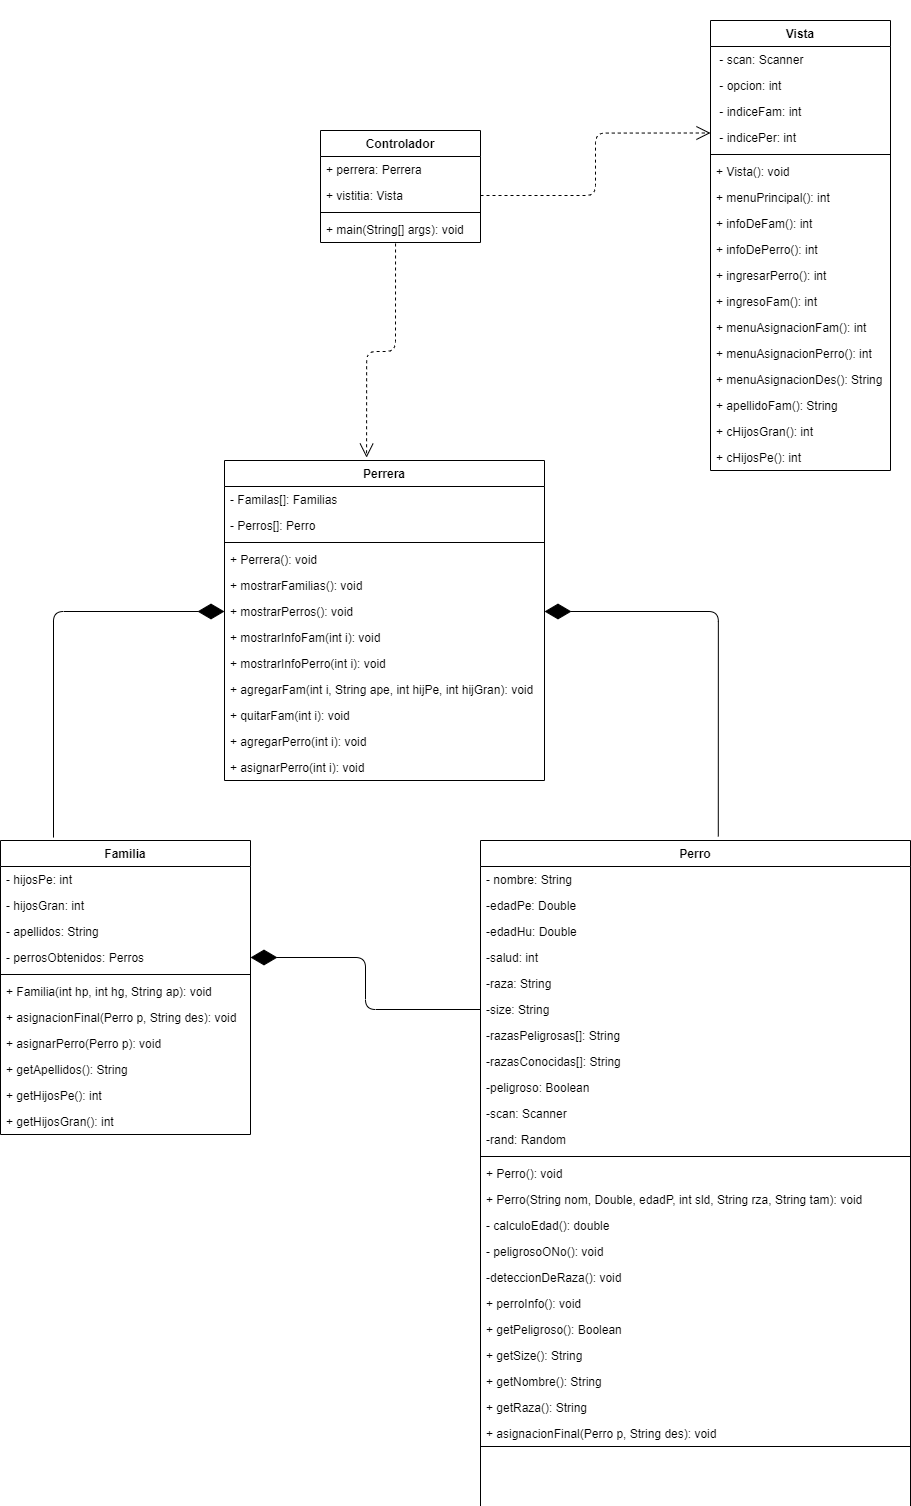 Vista
- scan: Scanner
- opcion: int
- indiceFam: int
- indicePer: int
+ Vista(): void
+ menuPrincipal(): int
+ infoDeFam(): int
+ infoDePerro(): int
+ ingresarPerro(): int
+ ingresoFam(): int
+ menuAsignacionFam(): int
+ menuAsignacionPerro(): int
+ menuAsignacionDes(): String
+ apellidoFam(): String
+ cHijosGran(): int
+ cHijosPe(): int
Controlador
+ perrera: Perrera
+ vistitia: Vista
+ main(String[] args): void
Perrera
- Familas[]: Familias
- Perros[]: Perro
+ Perrera(): void
+ mostrarFamilias(): void
+ mostrarPerros(): void
+ mostrarInfoFam(int i): void
+ mostrarInfoPerro(int i): void
+ agregarFam(int i, String ape, int hijPe, int hijGran): void
+ quitarFam(int i): void
+ agregarPerro(int i): void
+ asignarPerro(int i): void
Familia
- hijosPe: int
- hijosGran: int
- apellidos: String
- perrosObtenidos: Perros
+ Familia(int hp, int hg, String ap): void
+ asignacionFinal(Perro p, String des): void
+ asignarPerro(Perro p): void
+ getApellidos(): String
+ getHijosPe(): int
+ getHijosGran(): int
Perro
- nombre: String
-edadPe: Double
-edadHu: Double
-salud: int
-raza: String
-size: String
-razasPeligrosas[]: String
-razasConocidas[]: String
-peligroso: Boolean
-scan: Scanner
-rand: Random
+ Perro(): void
+ Perro(String nom, Double, edadP, int sld, String rza, String tam): void
- calculoEdad(): double
- peligrosoONo(): void
-deteccionDeRaza(): void
+ perroInfo(): void
+ getPeligroso(): Boolean
+ getSize(): String
+ getNombre(): String
+ getRaza(): String
+ asignacionFinal(Perro p, String des): void